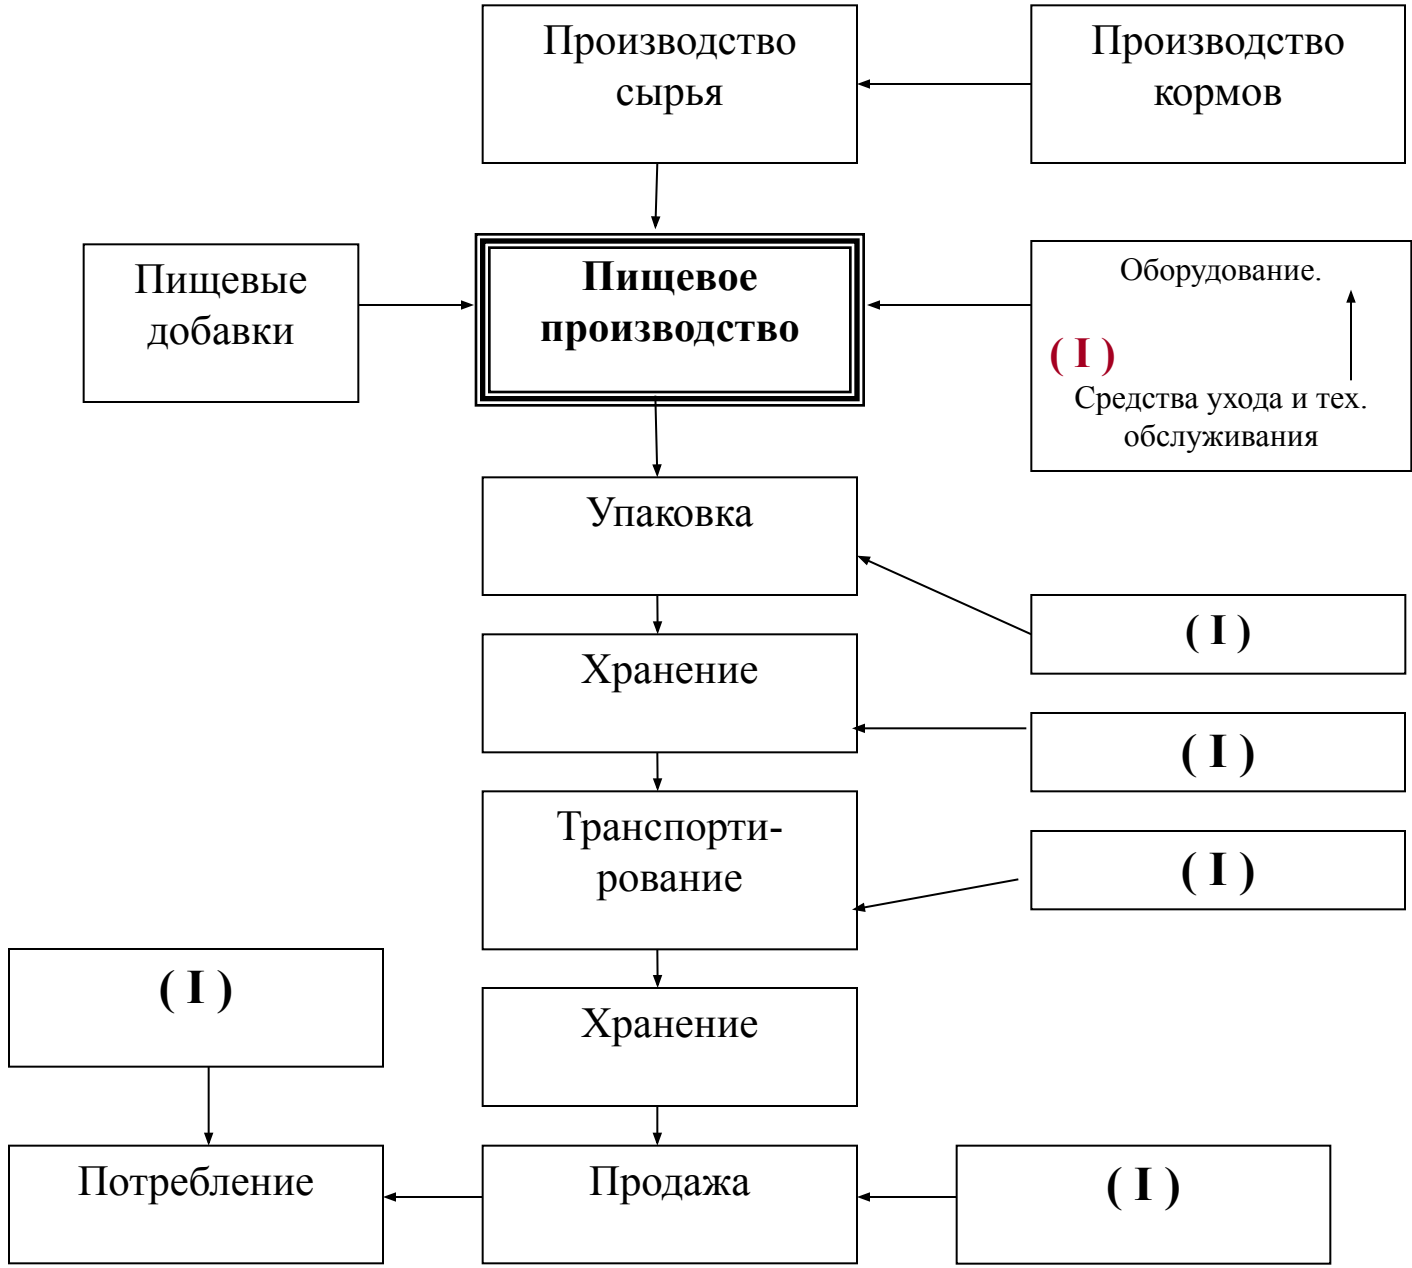 Производство
сырья
Производство
кормов
Пищевые
добавки
Пищевое
производство
Оборудование.
( I )
Средства ухода и тех.
обслуживания
Упаковка
( I )
Хранение
( I )
Транспорти-
рование
( I )
( I )
Хранение
Потребление
Продажа
( I )